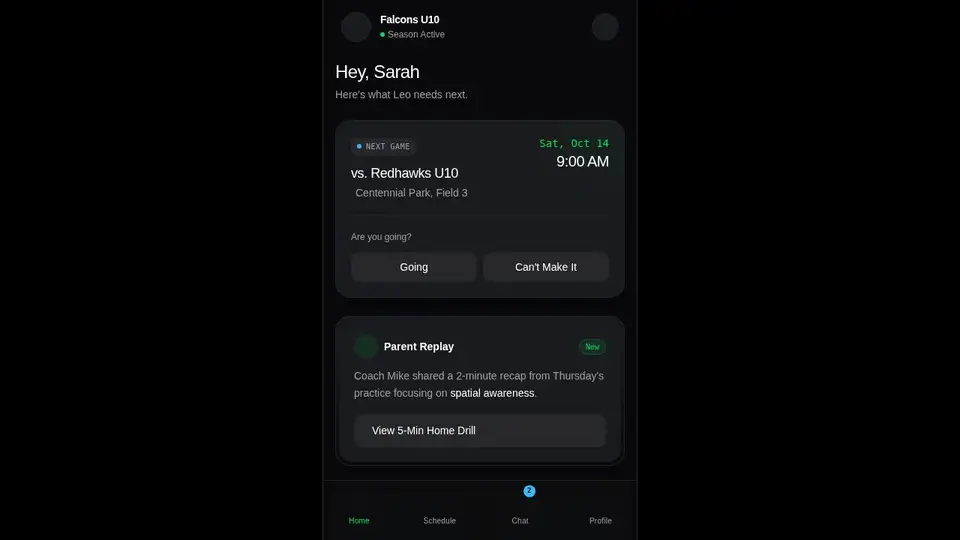 Falcons U10
Season Active
Hey, Sarah
Here's what Leo needs next.
NEXT GAME
Sat, Oct 14
9:00 AM
vs. Redhawks U10
Centennial Park, Field 3
Are you going?
Going
Can't Make It
Parent Replay
New
Coach Mike shared a 2-minute recap from Thursday's
practice focusing on spatial awareness.
View 5-Min Home Drill
2
Home
Schedule
Chat
Profile